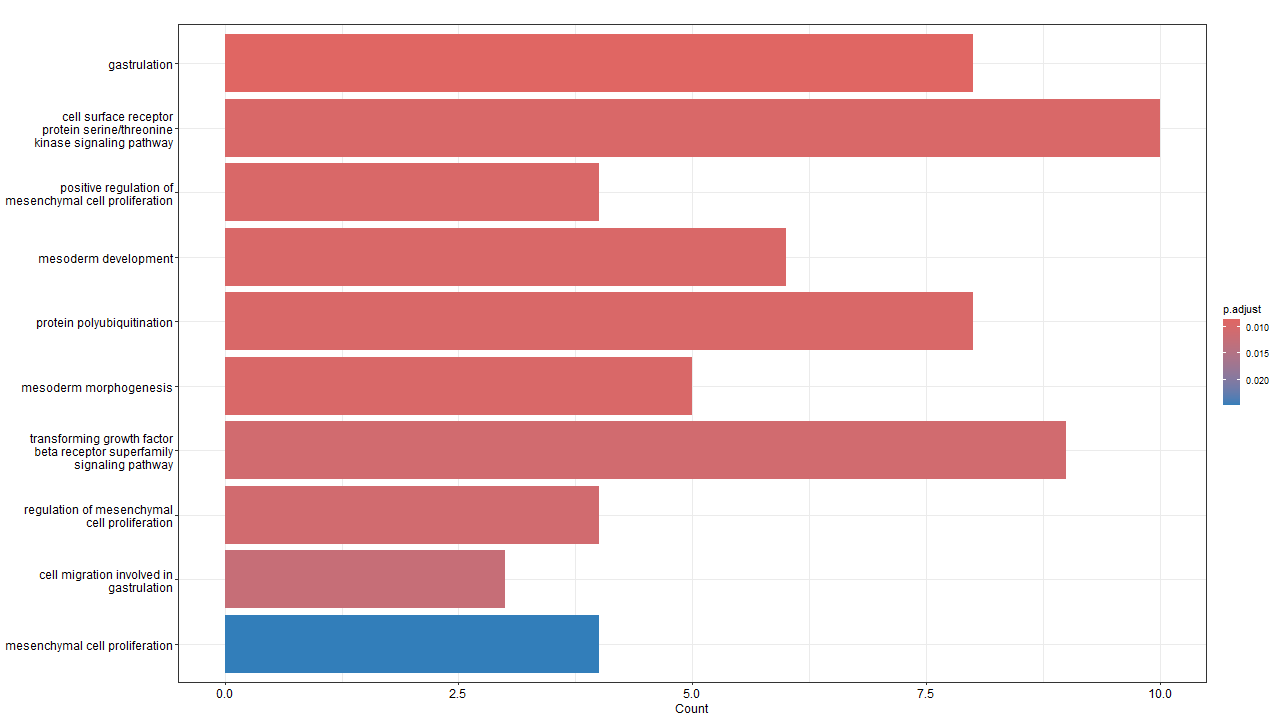 gastrulation
cell surface receptor
protein serine/threonine
kinase signaling pathway
positive regulation of
mesenchymal cell proliferation
mesoderm development
protein polyubiquitination
mesoderm morphogenesis
transforming growth factor
beta receptor superfamily
signaling pathway
regulation of mesenchymal
cell proliferation
cell migration involved in
gastrulation
mesenchymal cell proliferation
0.0 2.5 5.0 7.5 10.0
Count
p.adjust
0.010
0.015
0.020